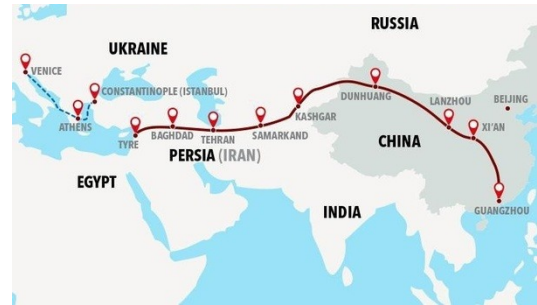 RUSSIA
UKRAINE
VENICE
CONSTANTINOPLE (ISTANBUL)
ATHENS
DUNHUANG
KASHGAR
LANZHOU
BEIJING
TYRE
BAGHDAD
TEHRAN
SAMARKAND
XI'AN
CHINA
PERSIA (IRAN)
EGYPT
INDIA
GUANGZHOU